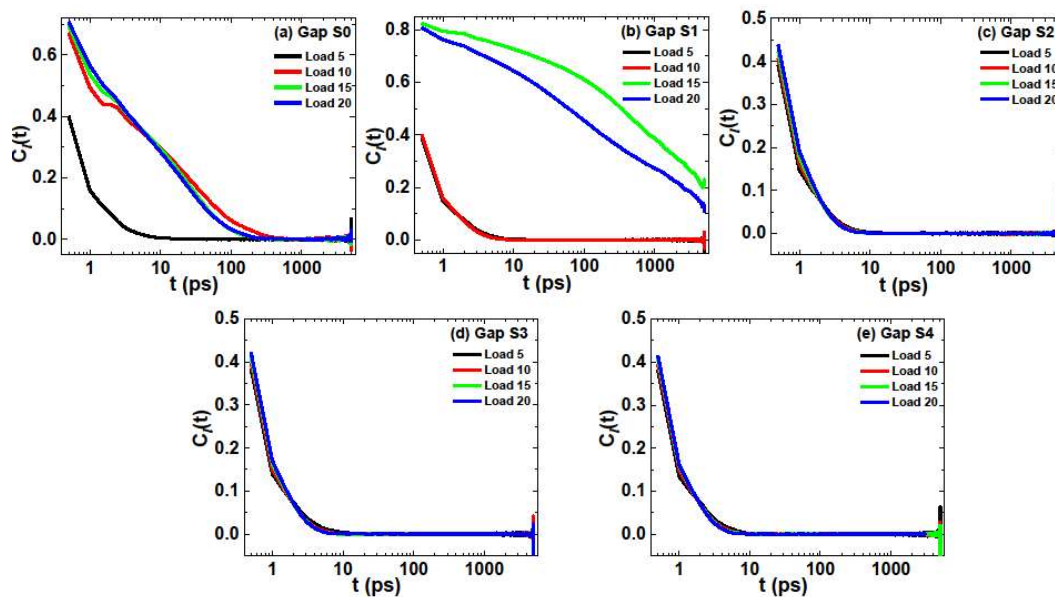 (a) Gap S0
Load 5
Load 10
Load 15
Load 20
0.6
0.4
0.2
0.0
C_l(t)
1 10 100 1000
t (ps)
(b) Gap S1
Load 5
Load 10
Load 15
Load 20
0.8
0.6
0.4
0.2
0.0
C_l(t)
1 10 100 1000
t (ps)
(c) Gap S2
Load 5
Load 10
Load 15
Load 20
0.5
0.4
0.3
0.2
0.1
0.0
C_l(t)
1 10 100 1000
t (ps)
(d) Gap S3
Load 5
Load 10
Load 15
Load 20
0.5
0.4
0.3
0.2
0.1
0.0
C_l(t)
1 10 100 1000
t (ps)
(e) Gap S4
Load 5
Load 10
Load 15
Load 20
0.5
0.4
0.3
0.2
0.1
0.0
C_l(t)
1 10 100 1000
t (ps)